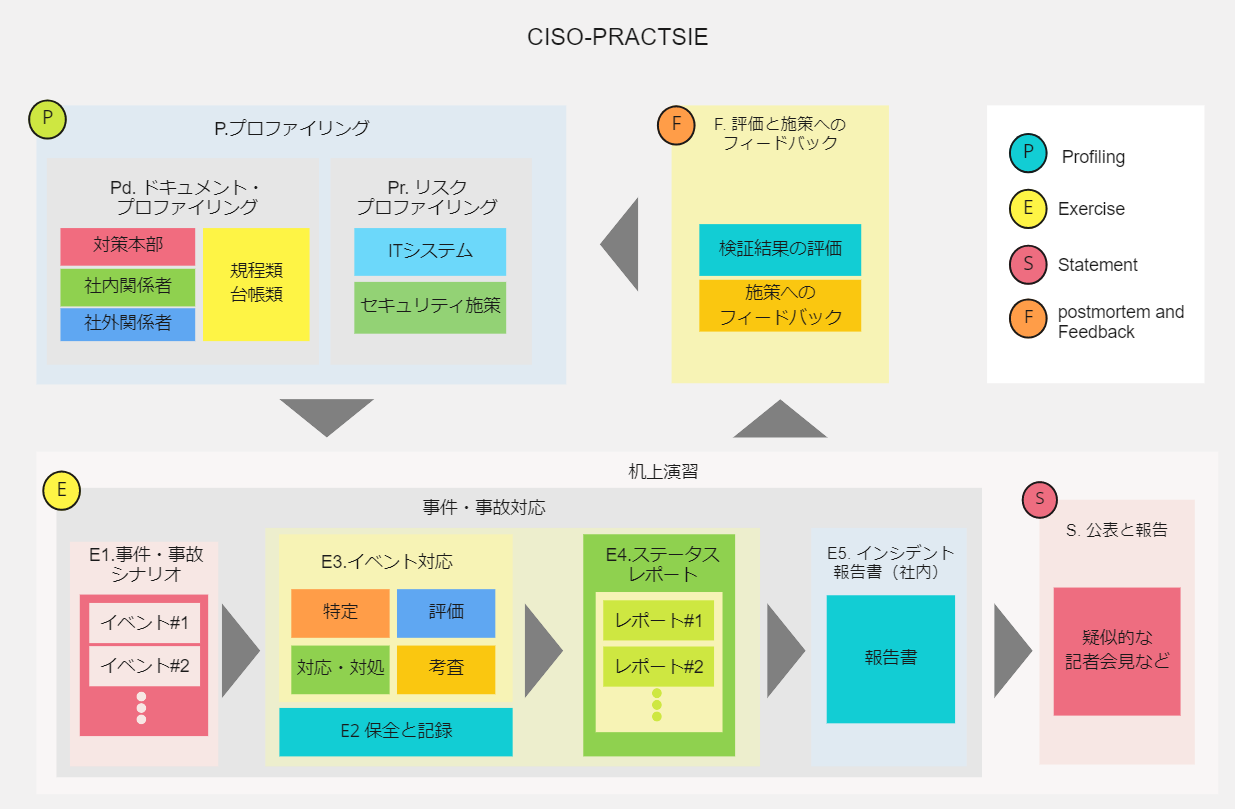 CISO-PRACTSIE
P
P.プロファイリング
Pd. ドキュメント・
プロファイリング
対策本部
社内関係者
社外関係者
規程類
台帳類
Pr. リスク
プロファイリング
ITシステム
セキュリティ施策
F
F. 評価と施策への
フィードバック
検証結果の評価
施策への
フィードバック
P
Profiling
E
Exercise
S
Statement
F
postmortem and
Feedback
机上演習
E
事件・事故対応
E1.事件・事故
シナリオ
イベント#1
イベント#2
E3.イベント対応
特定
評価
対応・対処
考査
E2 保全と記録
E4.ステータス
レポート
レポート#1
レポート#2
E5. インシデント
報告書（社内）
報告書
S
S. 公表と報告
疑似的な
記者会見など